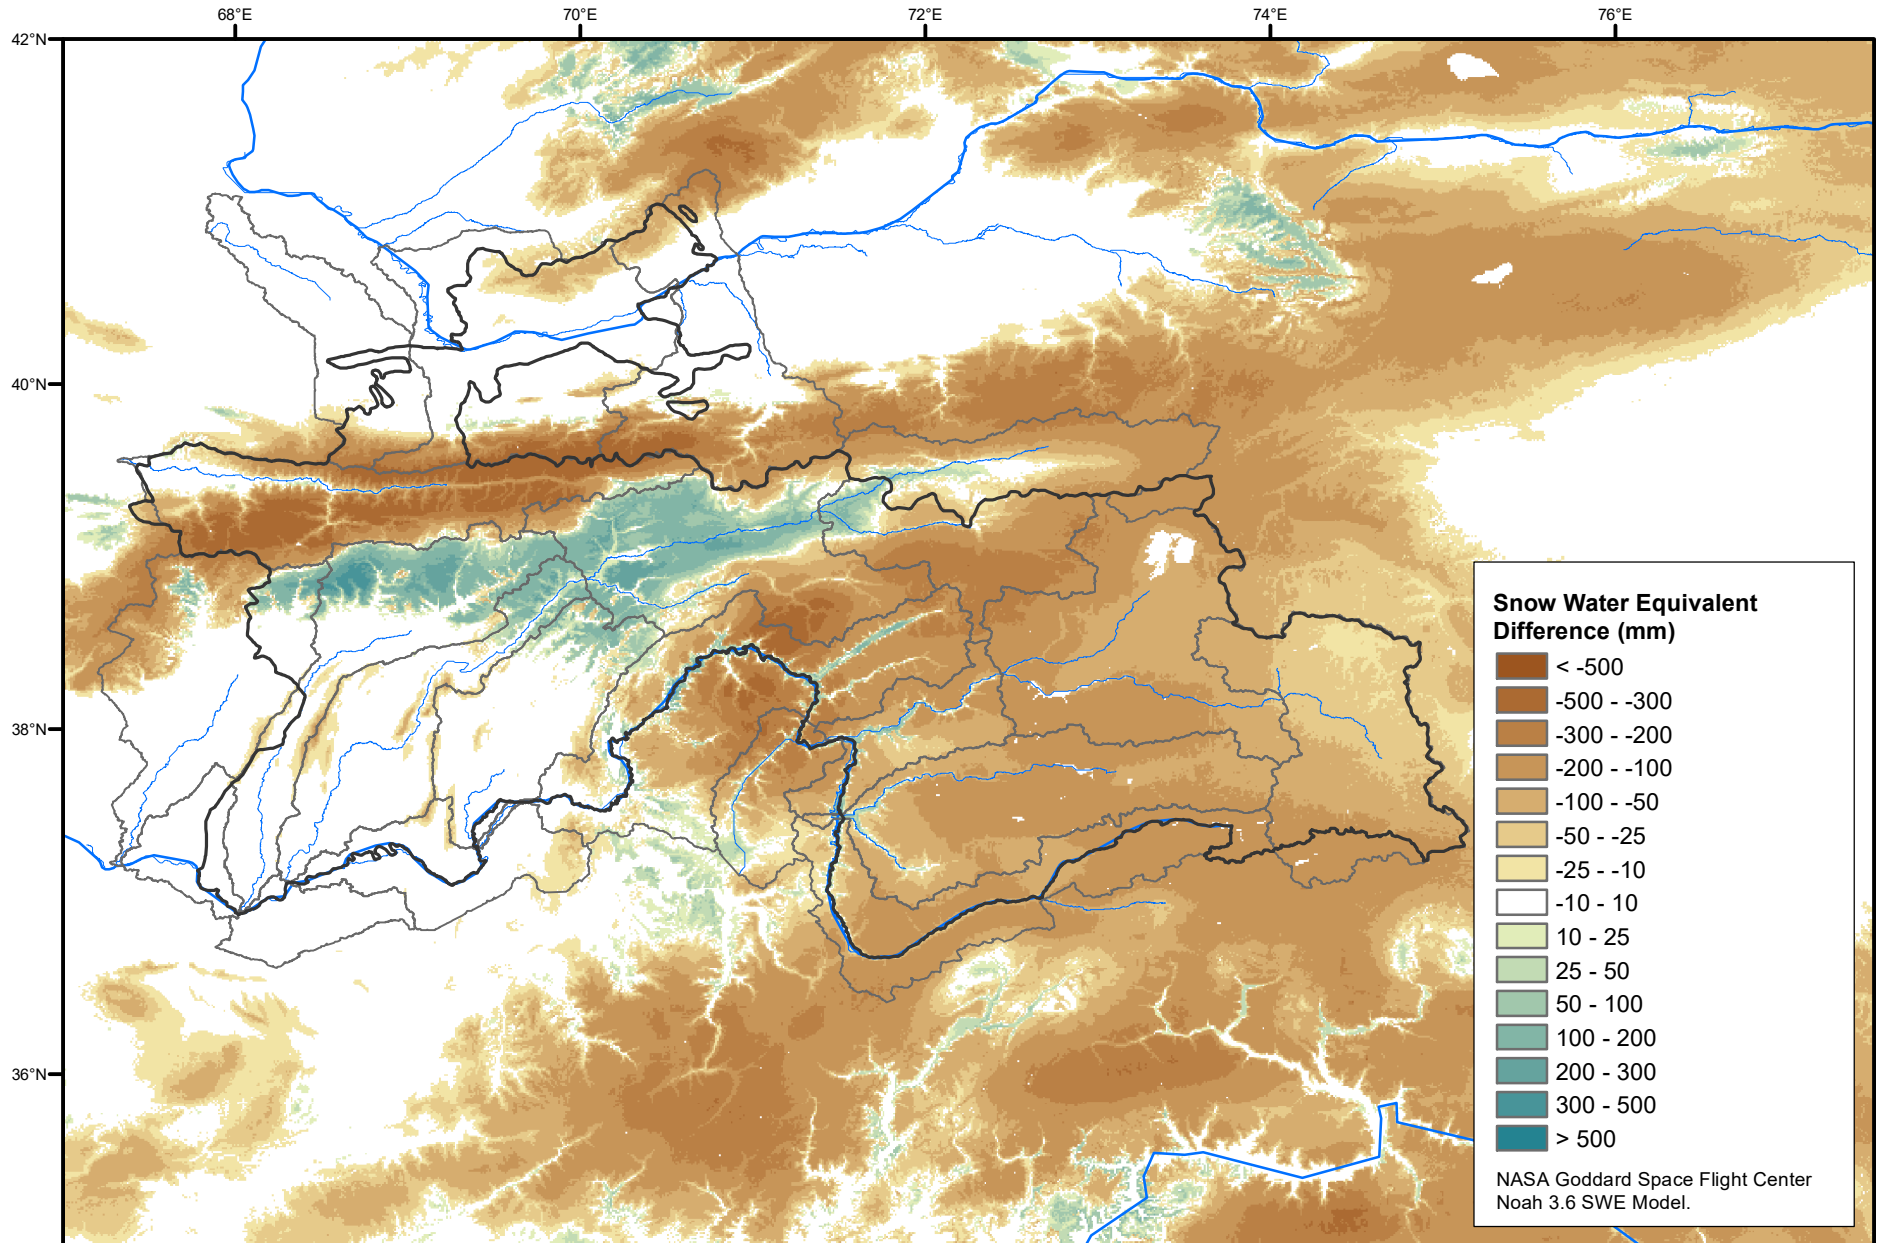 68°E
70°E
72°E
74°E
76°E
42°N
40°N
38°N
36°N
Snow Water Equivalent
Difference (mm)
< -500
-500 - -300
-300 - -200
-200 - -100
-100 - -50
-50 - -25
-25 - -10
-10 - 10
10 - 25
25 - 50
50 - 100
100 - 200
200 - 300
300 - 500
> 500
NASA Goddard Space Flight Center
Noah 3.6 SWE Model.